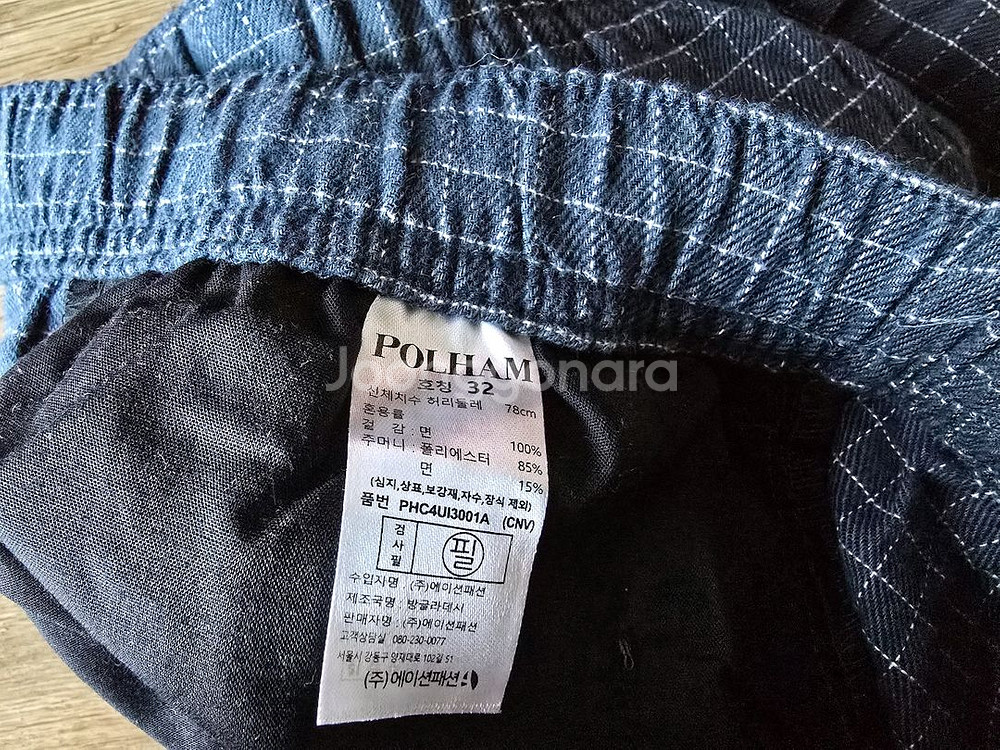 POLHAM
Joonggonara
호칭 32
신체치수 허리둘레 78cm
혼용률
겉 감 : 면 100%
주머니 : 폴리에스터 85%
면 15%
(심지,상표,보강재,자수,장식 제외)
품번 PHC4UI3001A (CNV)
검사필 필
수입자명 : (주)에이션패션
제조국명 : 방글라데시
판매자명 : (주)에이션패션
고객상담실 080-230-0077
서울시 강동구 양재대로 102길 51
(주)에이션패션